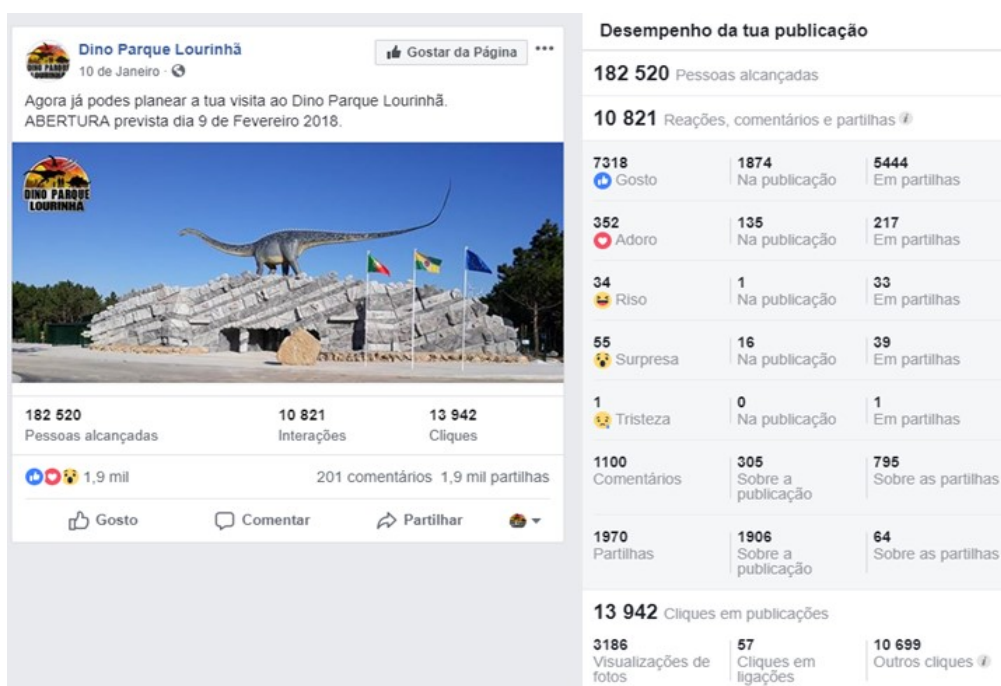 Dino Parque Lourinhã
10 de Janeiro
Gostar da Página
Agora já podes planear a tua visita ao Dino Parque Lourinhã.
ABERTURA prevista dia 9 de Fevereiro 2018.
DINO PARQUE
LOURINHÃ
182 520
Pessoas alcançadas
10 821
Interações
13 942
Cliques
1,9 mil
201 comentários 1,9 mil partilhas
Gosto
Comentar
Partilhar
Desempenho da tua publicação
182 520 Pessoas alcançadas
10 821 Reações, comentários e partilhas
7318
Gosto
1874
Na publicação
5444
Em partilhas
352
Adoro
135
Na publicação
217
Em partilhas
34
Riso
1
Na publicação
33
Em partilhas
55
Surpresa
16
Na publicação
39
Em partilhas
1
Tristeza
0
Na publicação
1
Em partilhas
1100
Comentários
305
Sobre a
publicação
795
Sobre as partilhas
1970
Partilhas
1906
Sobre a
publicação
64
Sobre as partilhas
13 942 Cliques em publicações
3186
Visualizações de
fotos
57
Cliques em
ligações
10 699
Outros cliques